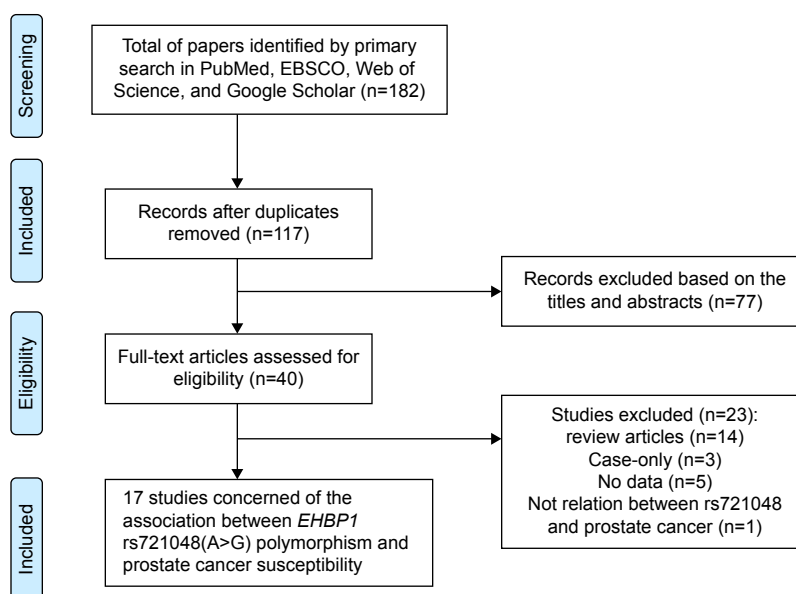 Screening
Total of papers identified by primary
search in PubMed, EBSCO, Web of
Science, and Google Scholar (n=182)
Included
Records after duplicates
removed (n=117)
Records excluded based on the
titles and abstracts (n=77)
Eligibility
Full-text articles assessed for
eligibility (n=40)
Studies excluded (n=23):
review articles (n=14)
Case-only (n=3)
No data (n=5)
Not relation between rs721048
and prostate cancer (n=1)
Included
17 studies concerned of the
association between EHBP1
rs721048(A>G) polymorphism and
prostate cancer susceptibility